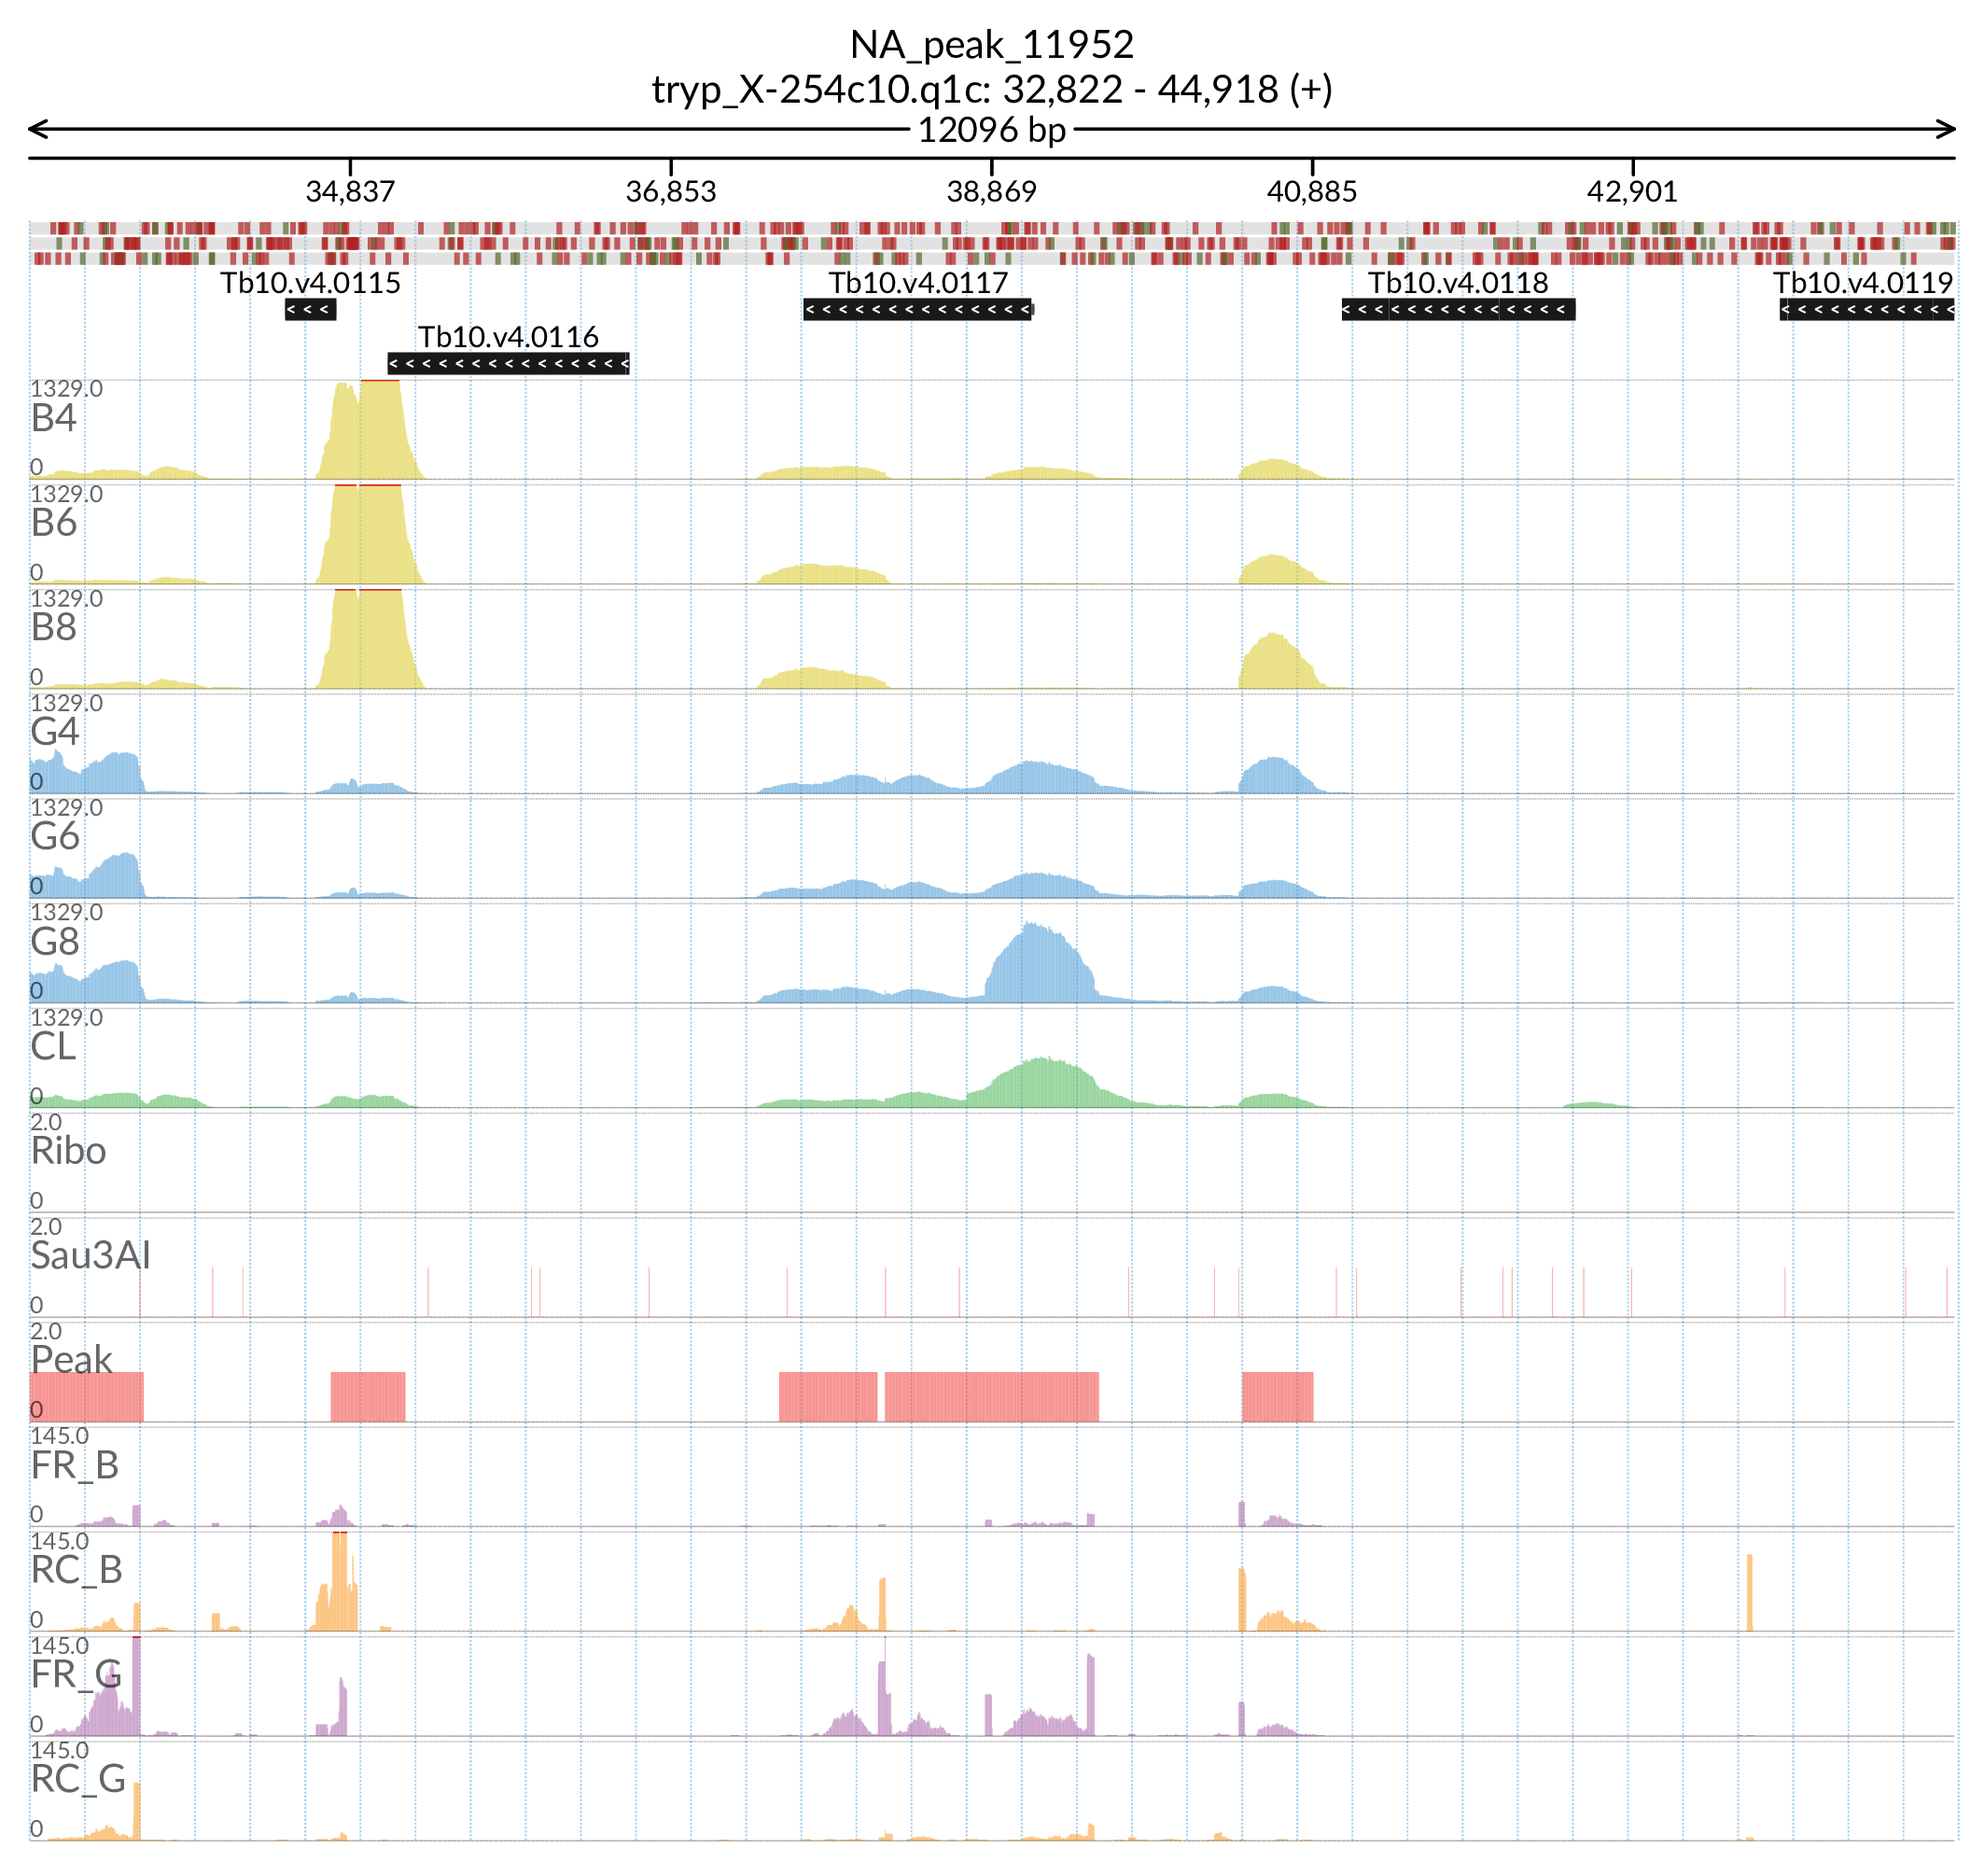 NA_peak_11952
tryp_X-254c10.q1c: 32,822 - 44,918 (+)
12096 bp
34,837 36,853 38,869 40,885 42,901
Tb10.v4.0115 Tb10.v4.0117 Tb10.v4.0118 Tb10.v4.0119
Tb10.v4.0116
1329.0
B4
0
1329.0
B6
0
1329.0
B8
0
1329.0
G4
0
1329.0
G6
0
1329.0
G8
0
1329.0
CL
0
2.0
Ribo
0
2.0
Sau3AI
0
2.0
Peak
0
145.0
FR_B
0
145.0
RC_B
0
145.0
FR_G
0
145.0
RC_G
0